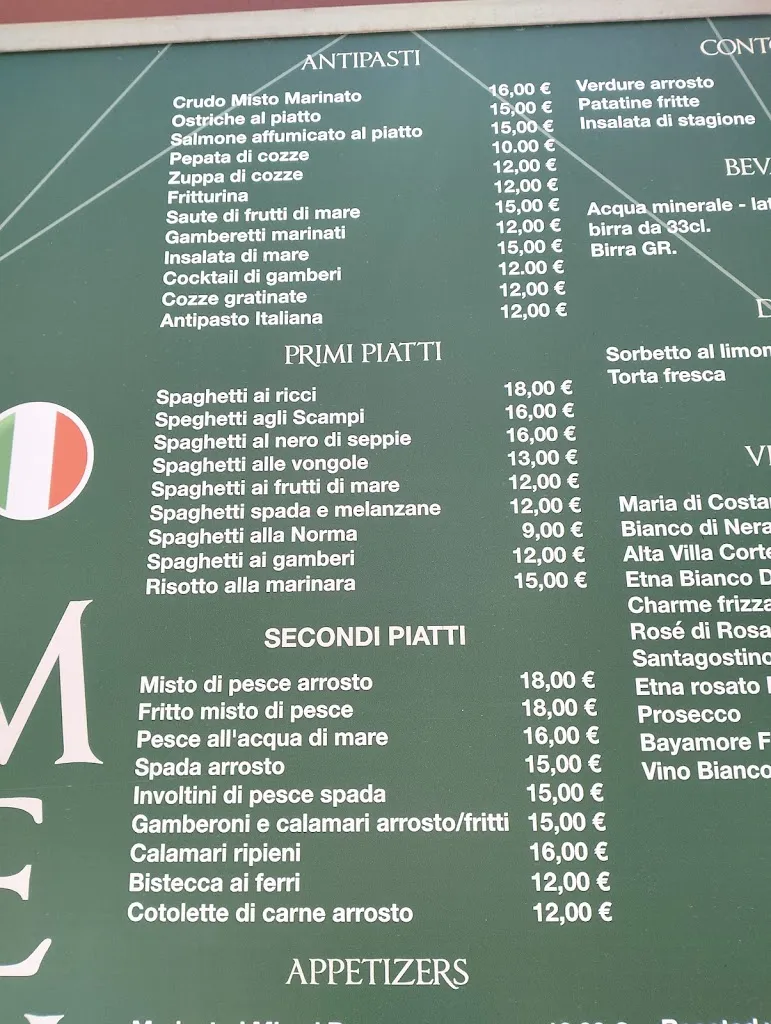 ANTIPASTI
Crudo Misto Marinato 16,00 €
Ostriche al piatto 15,00 €
Salmone affumicato al piatto 15,00 €
Pepata di cozze 10.00 €
Zuppa di cozze 12,00 €
Fritturina 12,00 €
Saute di frutti di mare 15,00 €
Gamberetti marinati 12,00 €
Insalata di mare 15,00 €
Cocktail di gamberi 12.00 €
Cozze gratinate 12,00 €
Antipasto Italiana 12,00 €
PRIMI PIATTI
Spaghetti ai ricci 18,00 €
Speghetti agli Scampi 16,00 €
Spaghetti al nero di seppie 16,00 €
Spaghetti alle vongole 13,00 €
Spaghetti ai frutti di mare 12,00 €
Spaghetti spada e melanzane 12,00 €
Spaghetti alla Norma 9,00 €
Spaghetti ai gamberi 12,00 €
Risotto alla marinara 15,00 €
SECONDI PIATTI
Misto di pesce arrosto 18,00 €
Fritto misto di pesce 18,00 €
Pesce all'acqua di mare 16,00 €
Spada arrosto 15,00 €
Involtini di pesce spada 15,00 €
Gamberoni e calamari arrosto/fritti 15,00 €
Calamari ripieni 16,00 €
Bistecca ai ferri 12,00 €
Cotolette di carne arrosto 12,00 €
APPETIZERS
CONTO
Verdure arrosto
Patatine fritte
Insalata di stagione
BEVA
Acqua minerale - lat
birra da 33cl.
Birra GR.
D
Sorbetto al limon
Torta fresca
VI
Maria di Costa
Bianco di Nera
Alta Villa Corte
Etna Bianco D
Charme frizza
Rosé di Rosa
Santagostino
Etna rosato
Prosecco
Bayamore F
Vino Bianco
M
E